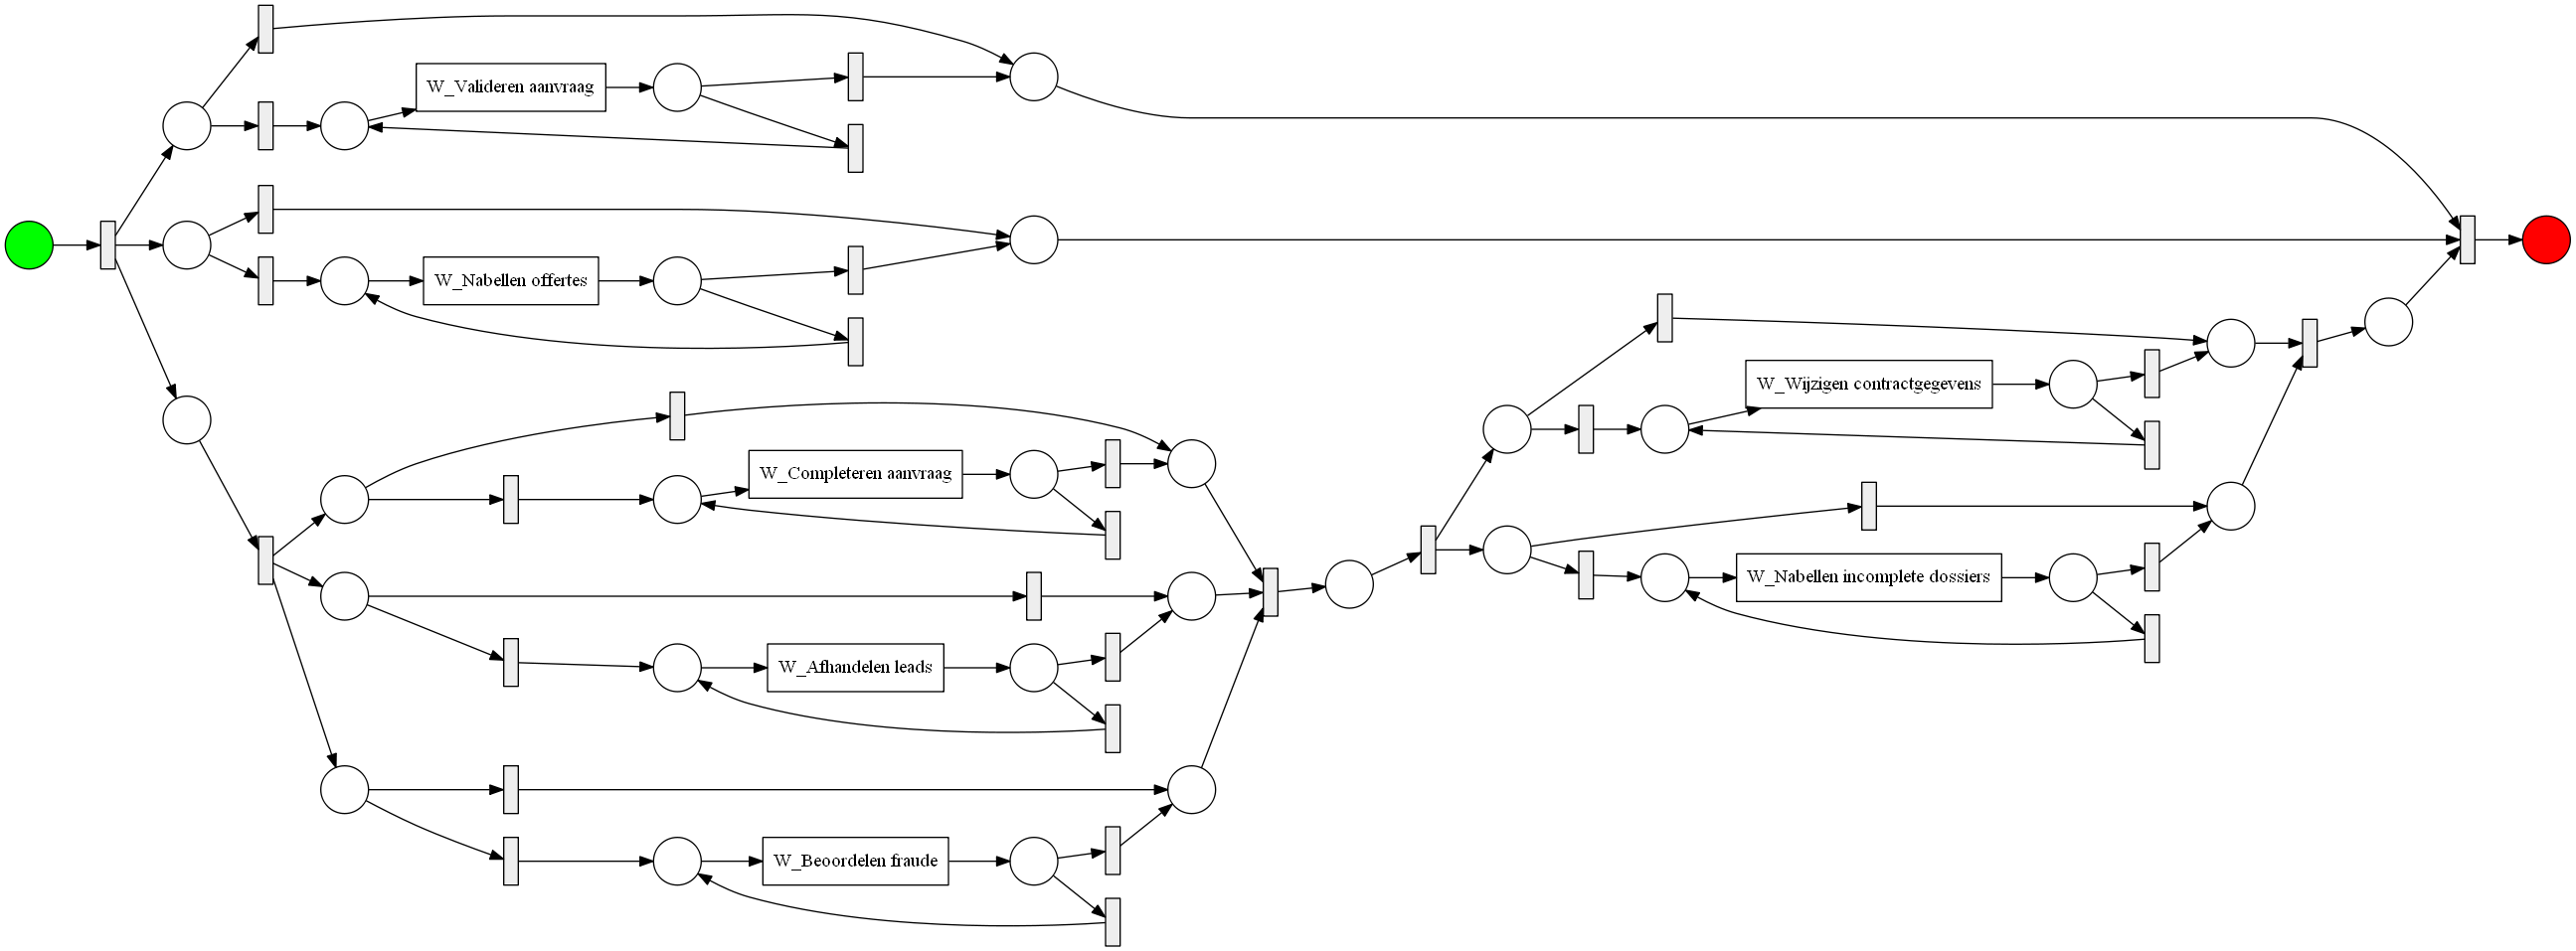 W_Valideren aanvraag
W_Nabellen offertes
W_Wijzigen contractgegevens
W_Completeren aanvraag
W_Nabellen incomplete dossiers
W_Afhandelen leads
W_Beoordelen fraude